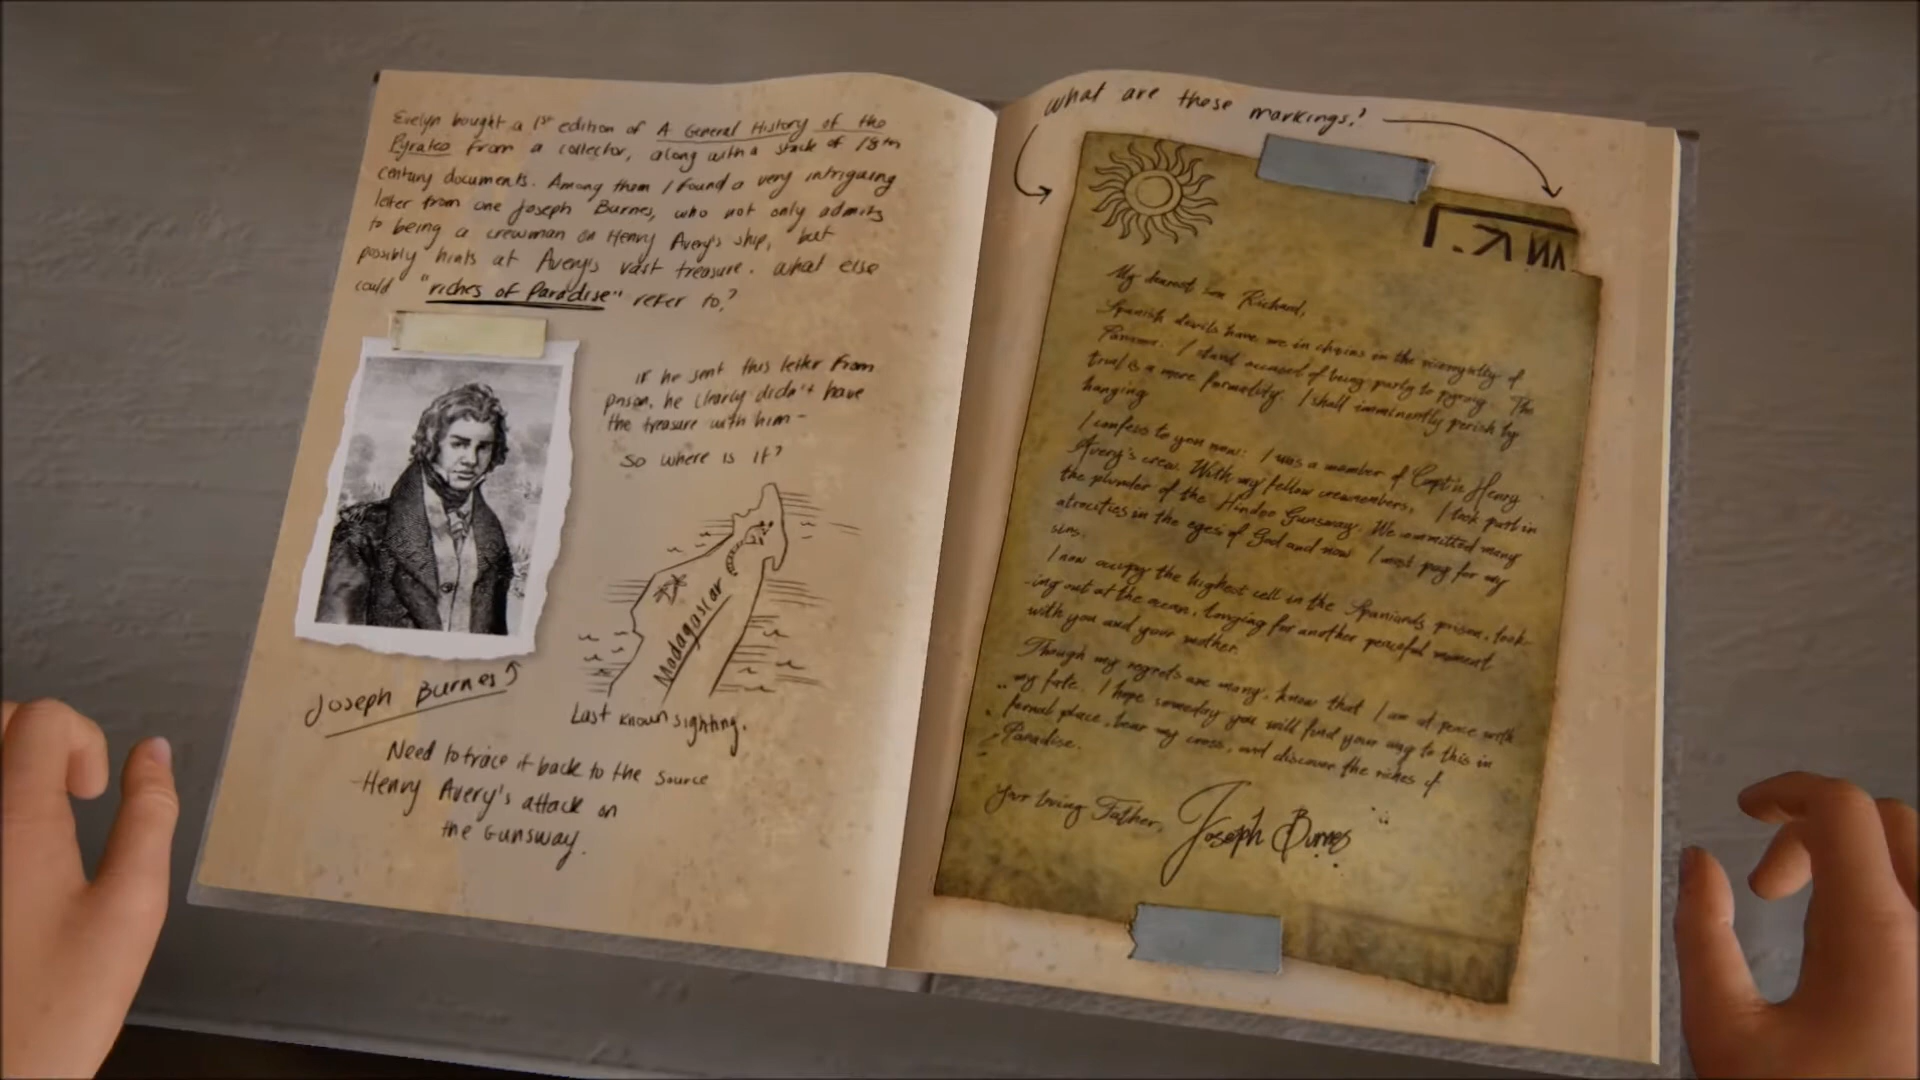 Evelyn bought a 1st edition of A General History of the
Pyrates from a collector, along with a stack of 18th
century documents. Among them I found a very intriguing
letter from one Joseph Burnes, who not only admits
to being a crewman on Henry Avery's ship, but
possibly hints at Avery's vast treasure. What else
could "riches of Paradise" refer to?
if he sent this letter from
prison, he clearly didn't have
the treasure with him -
So where is it?
Madagascar
Last known sighting.
Joseph Burnes
Need to trace it back to the source
Henry Avery's attack on
the Gunsway.
What are these markings?
My dearest son Richard,
Spanish devils have me in chains in the viceroyalty of
Panama. I stand accused of being party to pyracy. The
trial is a mere formality. I shall imminently perish by
hanging
I confess to you now: I was a member of Capt'n Henry
Avery's crew. With my fellow crewmembers, I took part in
the plunder of the Hindoo Gunsway. We committed many
atrocities in the eyes of God and now I must pay for my
sins.
I now occupy the highest cell in the Spaniards prison, look-
-ing out at the ocean, longing for another peaceful moment
with you and your mother.
Though my regrets are many, know that I am at peace with
my fate. I hope someday you will find your way to this in
fernal place, bear my cross, and discover the riches of
Paradise.
Your loving Father,
Joseph Burnes